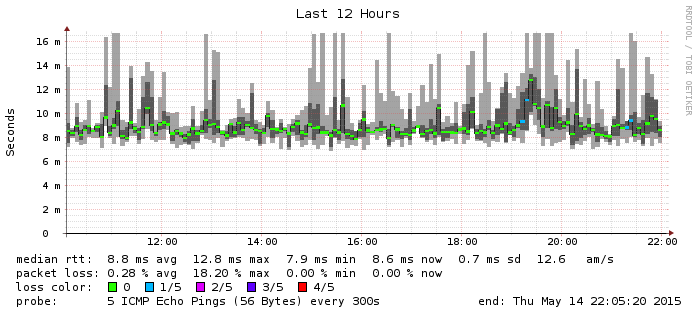 Last 12 Hours
RRDTOOL / TOBI OETIKER
Seconds
16 m
14 m
12 m
10 m
8 m
6 m
4 m
2 m
0
12:00 14:00 16:00 18:00 20:00 22:00
median rtt: 8.8 ms avg 12.8 ms max 7.9 ms min 8.6 ms now 0.7 ms sd 12.6 am/s
packet loss: 0.28 % avg 18.20 % max 0.00 % min 0.00 % now
loss color: 0 1/5 2/5 3/5 4/5
probe: 5 ICMP Echo Pings (56 Bytes) every 300s end: Thu May 14 22:05:20 2015